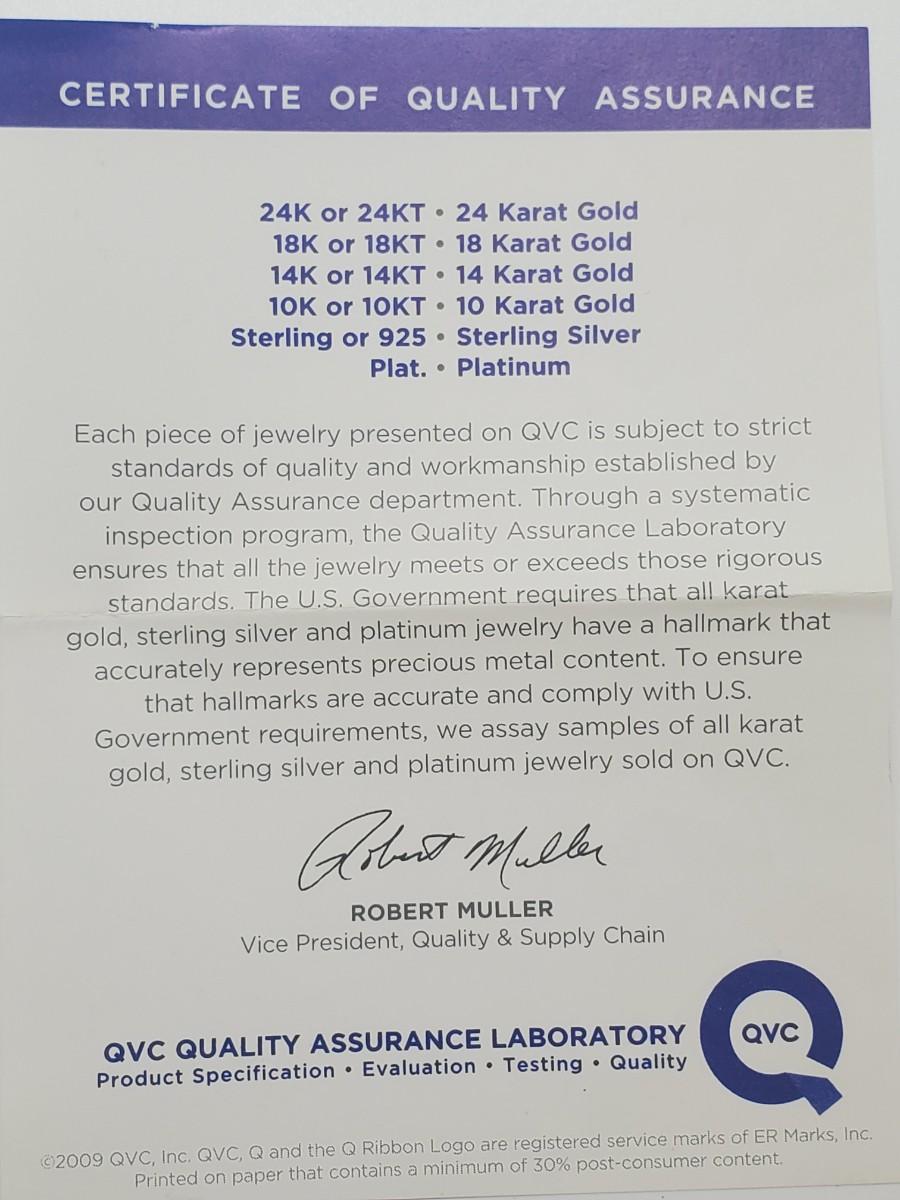 CERTIFICATE OF QUALITY ASSURANCE
24K or 24KT • 24 Karat Gold
18K or 18KT • 18 Karat Gold
14K or 14KT • 14 Karat Gold
10K or 10KT • 10 Karat Gold
Sterling or 925 • Sterling Silver
Plat. • Platinum
Each piece of jewelry presented on QVC is subject to strict
standards of quality and workmanship established by
our Quality Assurance department. Through a systematic
inspection program, the Quality Assurance Laboratory
ensures that all the jewelry meets or exceeds those rigorous
standards. The U.S. Government requires that all karat
gold, sterling silver and platinum jewelry have a hallmark that
accurately represents precious metal content. To ensure
that hallmarks are accurate and comply with U.S.
Government requirements, we assay samples of all karat
gold, sterling silver and platinum jewelry sold on QVC.
Robert Muller
ROBERT MULLER
Vice President, Quality & Supply Chain
QVC QUALITY ASSURANCE LABORATORY
Product Specification • Evaluation • Testing • Quality
QVC
©2009 QVC, Inc. QVC, Q and the Q Ribbon Logo are registered service marks of ER Marks, Inc.
Printed on paper that contains a minimum of 30% post-consumer content.